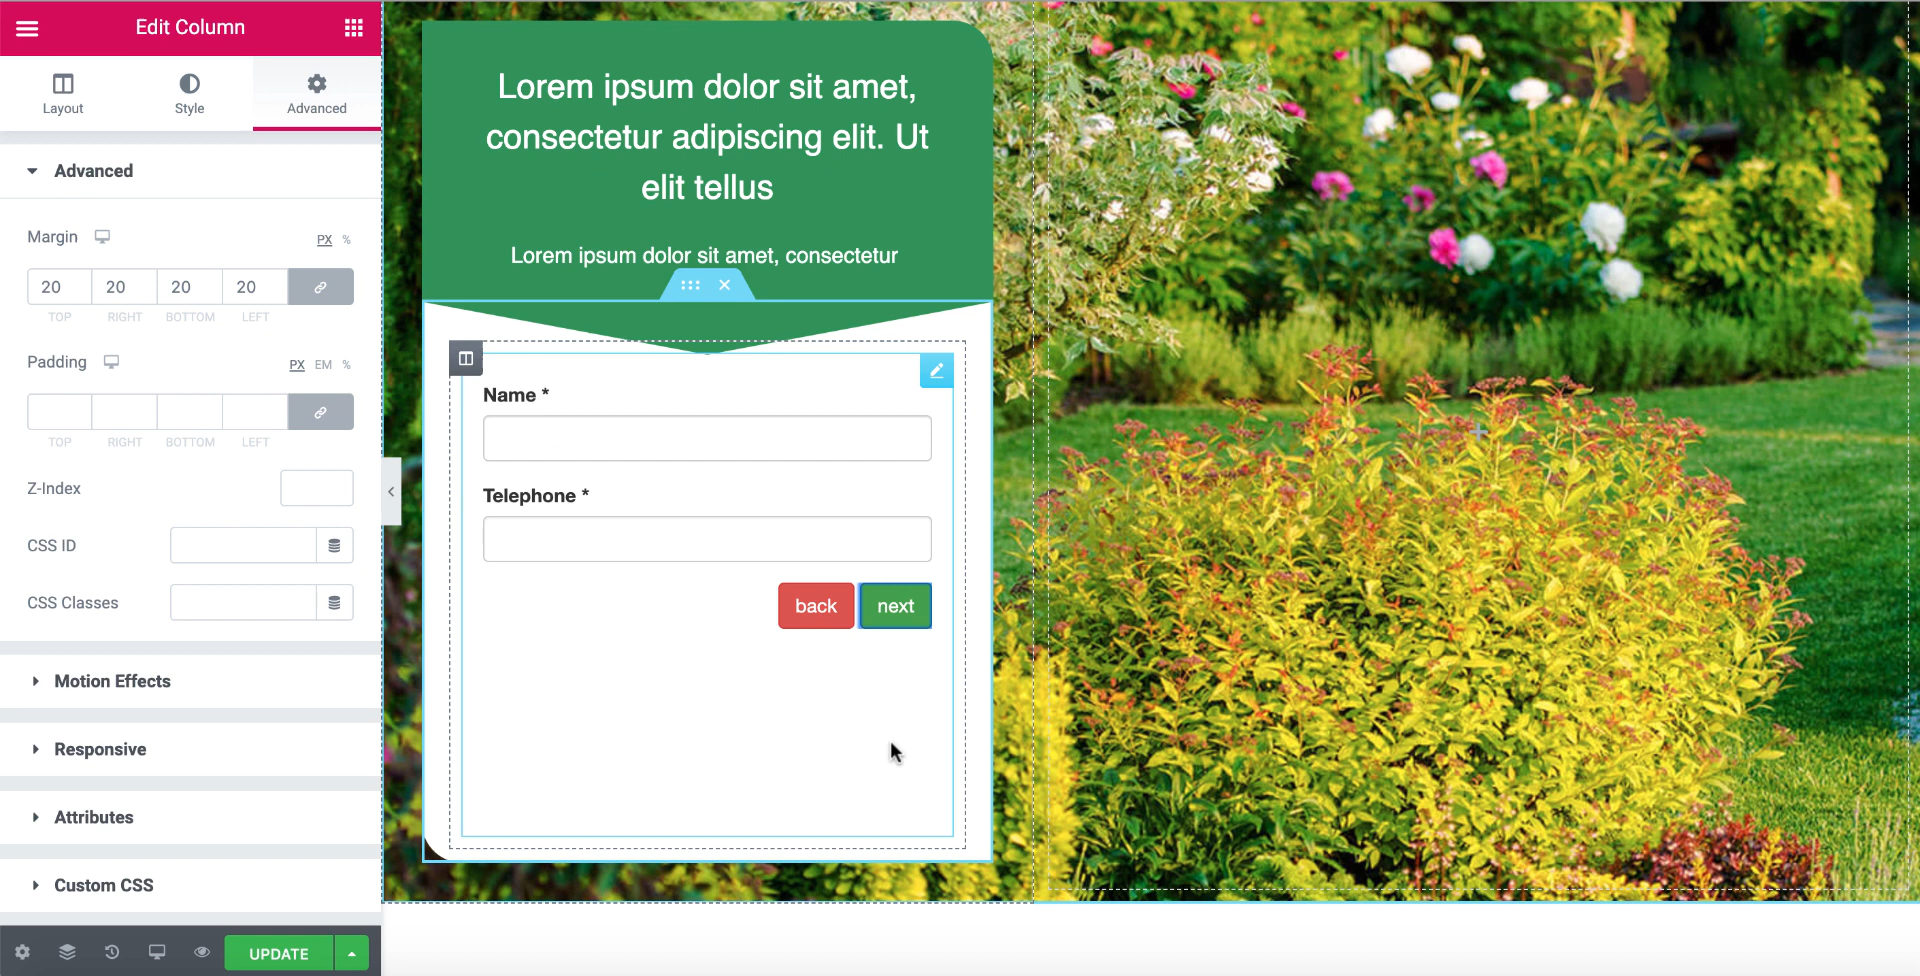 Edit Column
Layout
Style
Advanced
Advanced
Margin
PX %
20 20 20 20
TOP RIGHT BOTTOM LEFT
Padding
PX EM %
TOP RIGHT BOTTOM LEFT
Z-Index
CSS ID
CSS Classes
Motion Effects
Responsive
Attributes
Custom CSS
UPDATE
Lorem ipsum dolor sit amet,
consectetur adipiscing elit. Ut
elit tellus
Lorem ipsum dolor sit amet, consectetur
Name *
Telephone *
back next